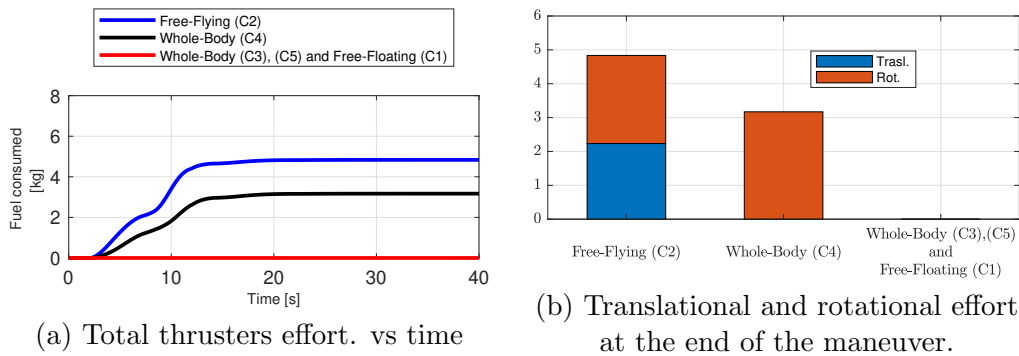 Free-Flying (C2)
Whole-Body (C4)
Whole-Body (C3), (C5) and Free-Floating (C1)
8
6
4
2
0
Fuel consumed
[kg]
0 10 20 30 40
Time [s]
(a) Total thrusters effort. vs time
6
5
4
3
2
1
0
Trasl.
Rot.
Free-Flying (C2)
Whole-Body (C4)
Whole-Body (C3),(C5)
and
Free-Floating (C1)
(b) Translational and rotational effort
at the end of the maneuver.